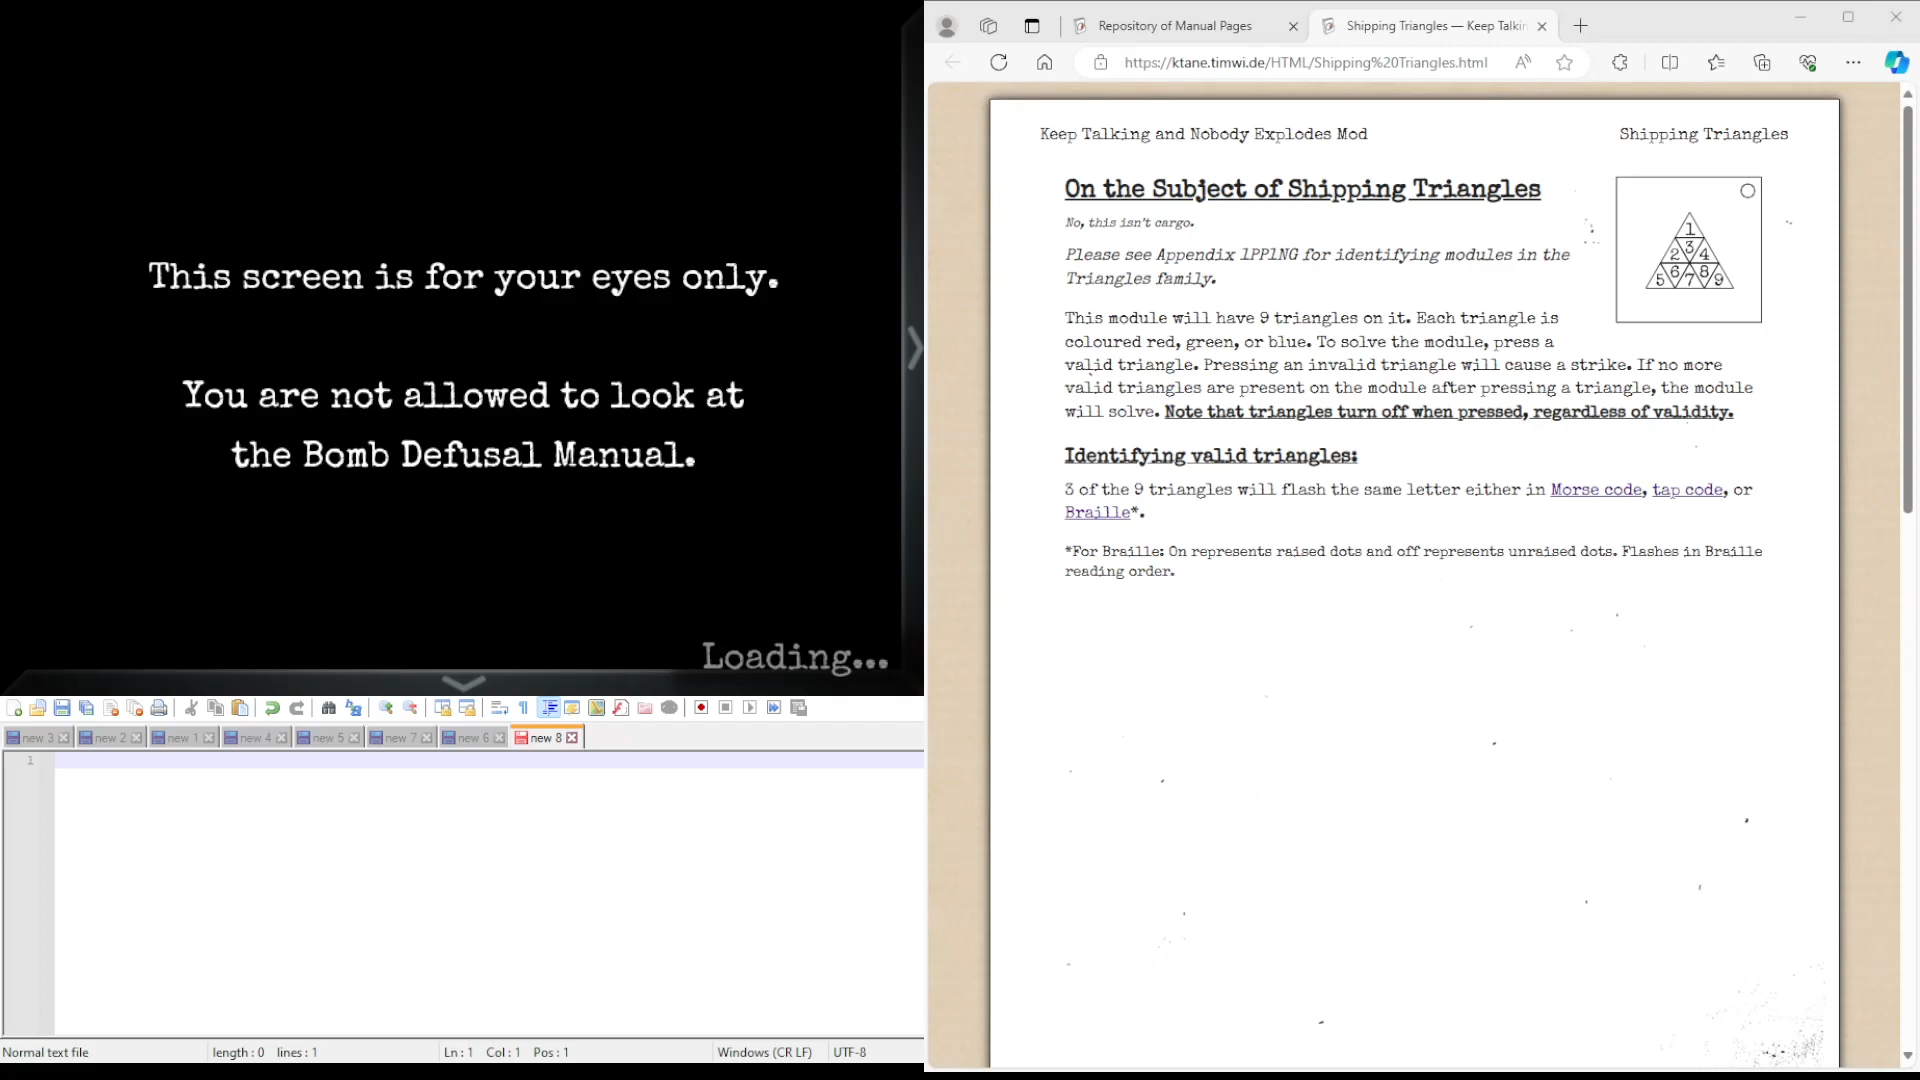 This screen is for your eyes only.
You are not allowed to look at
the Bomb Defusal Manual.
Loading...
new 3
new 2
new 1
new 4
new 5
new 7
new 6
new 8
1
Normal text file
length : 0 lines : 1
Ln : 1 Col : 1 Pos : 1
Windows (CR LF)
UTF-8
Repository of Manual Pages
Shipping Triangles — Keep Talkin
https://ktane.timwi.de/HTML/Shipping%20Triangles.html
Keep Talking and Nobody Explodes Mod
Shipping Triangles
On the Subject of Shipping Triangles
No, this isn't cargo.
Please see Appendix 1PP1NG for identifying modules in the
Triangles family.
1
2 3 4
5 6 7 8 9
This module will have 9 triangles on it. Each triangle is
coloured red, green, or blue. To solve the module, press a
valid triangle. Pressing an invalid triangle will cause a strike. If no more
valid triangles are present on the module after pressing a triangle, the module
will solve. Note that triangles turn off when pressed, regardless of validity.
Identifying valid triangles:
3 of the 9 triangles will flash the same letter either in Morse code, tap code, or
Braille*.
*For Braille: On represents raised dots and off represents unraised dots. Flashes in Braille
reading order.